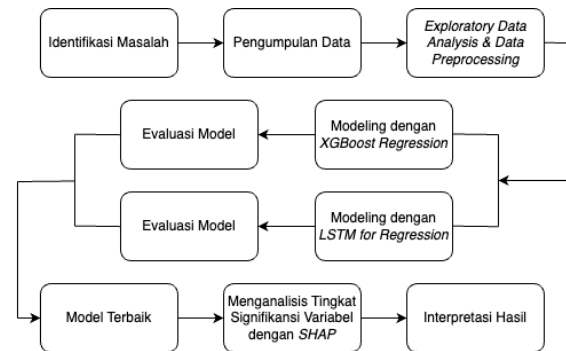 Identifikasi Masalah
Pengumpulan Data
Exploratory Data
Analysis & Data
Preprocessing
Evaluasi Model
Modeling dengan
XGBoost Regression
Evaluasi Model
Modeling dengan
LSTM for Regression
Model Terbaik
Menganalisis Tingkat
Signifikansi Variabel
dengan SHAP
Interpretasi Hasil